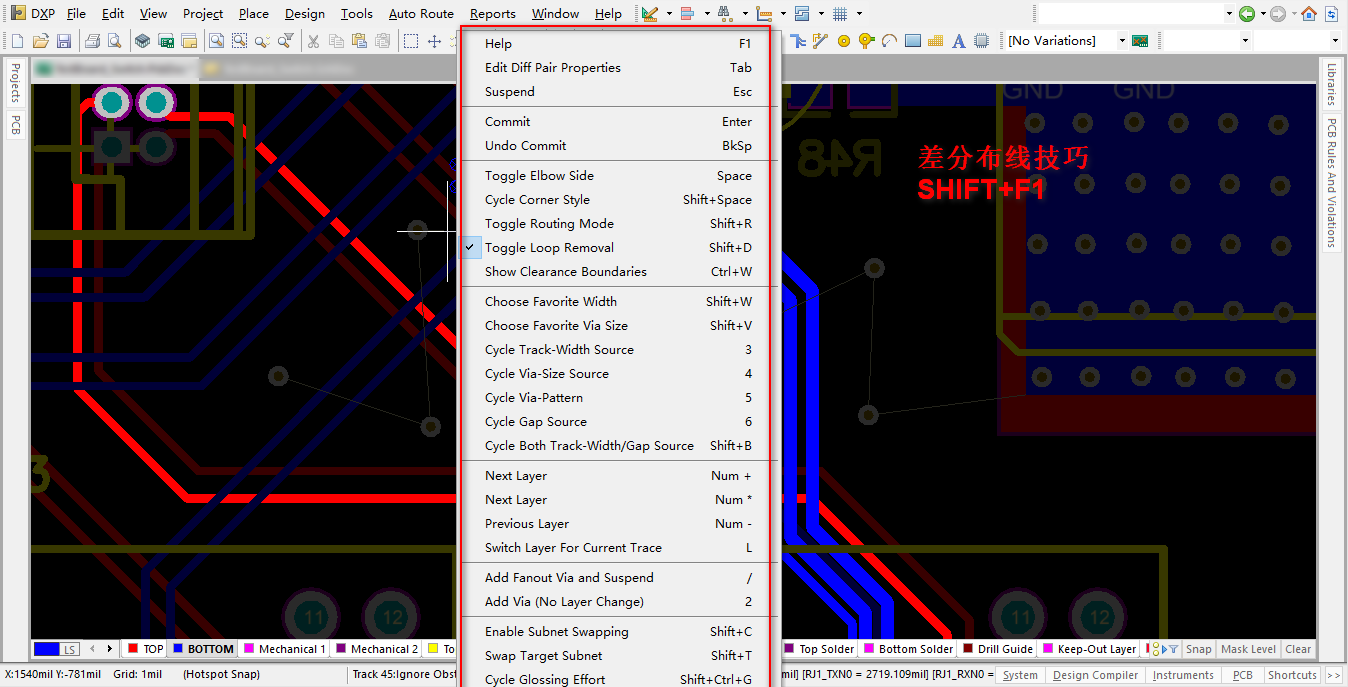 DXP File Edit View Project Place Design Tools Auto Route Reports Window Help
[No Variations]
Projects
PCB
Libraries
PCB Rules And Violations
Help F1
Edit Diff Pair Properties Tab
Suspend Esc
Commit Enter
Undo Commit BkSp
Toggle Elbow Side Space
Cycle Corner Style Shift+Space
Toggle Routing Mode Shift+R
Toggle Loop Removal Shift+D
Show Clearance Boundaries Ctrl+W
Choose Favorite Width Shift+W
Choose Favorite Via Size Shift+V
Cycle Track-Width Source 3
Cycle Via-Size Source 4
Cycle Via-Pattern 5
Cycle Gap Source 6
Cycle Both Track-Width/Gap Source Shift+B
Next Layer Num +
Next Layer Num *
Previous Layer Num -
Switch Layer For Current Trace L
Add Fanout Via and Suspend /
Add Via (No Layer Change) 2
Enable Subnet Swapping Shift+C
Swap Target Subnet Shift+T
Cycle Glossing Effort Shift+Ctrl+G
GND GND
R48
差分布线技巧
SHIFT+F1
3
11 12
11 12
LS TOP BOTTOM Mechanical 1 Mechanical 2 To
Top Solder Bottom Solder Drill Guide Keep-Out Layer Snap Mask Level Clear
X:1540mil Y:-781mil Grid: 1mil (Hotspot Snap) Track 45:Ignore Obst
mil] [RJ1_TXN0 = 2719.109mil] [RJ1_RXN0 = System Design Compiler Instruments PCB Shortcuts >>